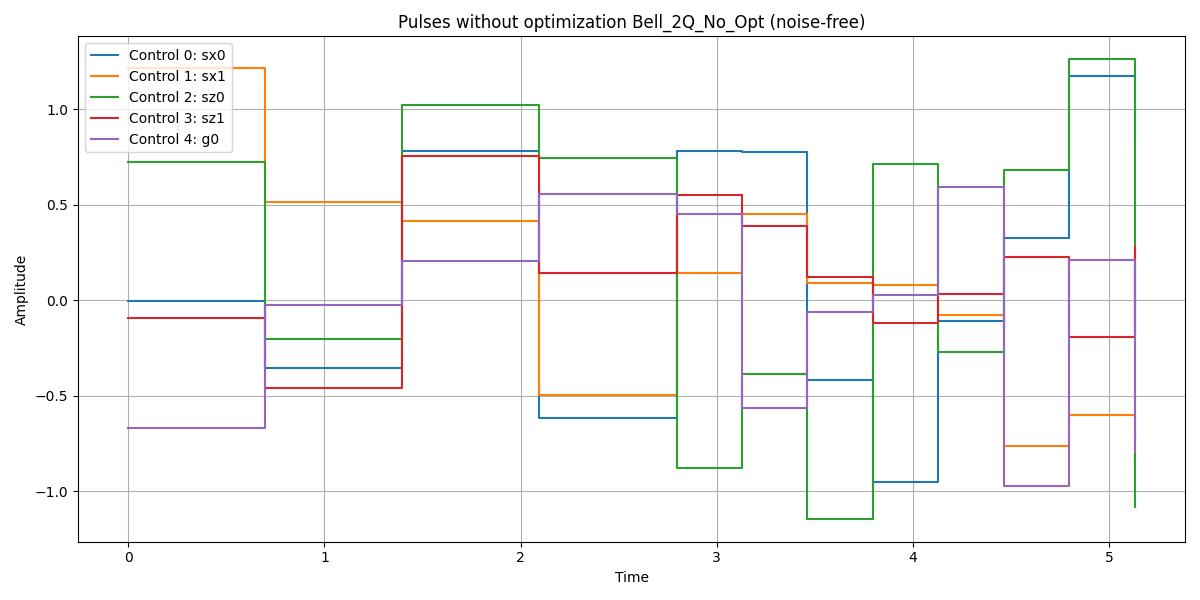 Pulses without optimization Bell_2Q_No_Opt (noise-free)
Control 0: sx0
Control 1: sx1
Control 2: sz0
Control 3: sz1
Control 4: g0
Amplitude
1.0
0.5
0.0
−0.5
−1.0
0 1 2 3 4 5
Time